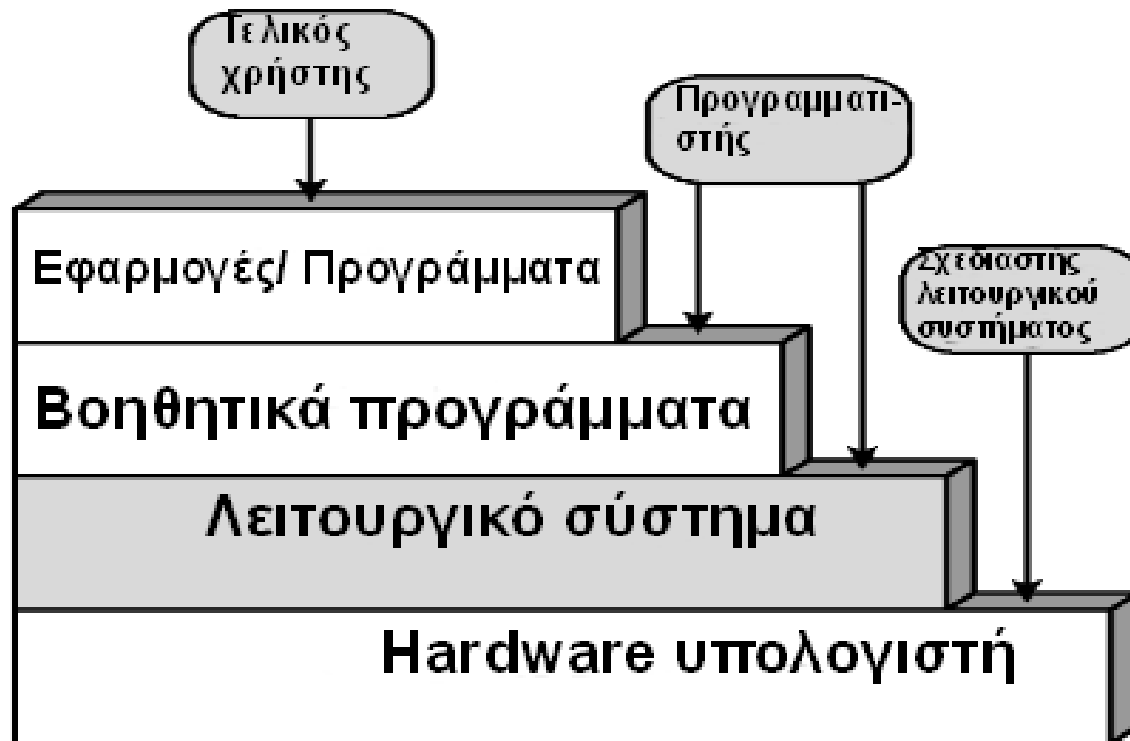 Τελικός
χρήστης
Προγραμματι-
στής
Σχεδιαστής
λειτουργικού
συστήματος
Εφαρμογές/ Προγράμματα
Βοηθητικά προγράμματα
Λειτουργικό σύστημα
Hardware υπολογιστή